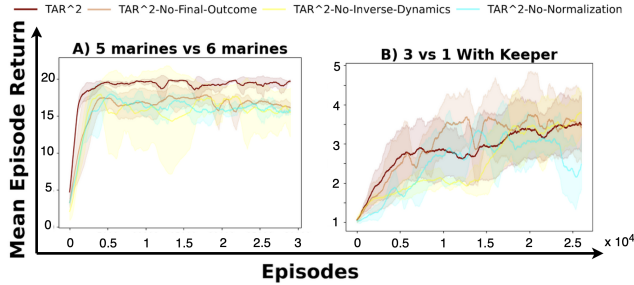 TAR^2 TAR^2-No-Final-Outcome TAR^2-No-Inverse-Dynamics TAR^2-No-Normalization
A) 5 marines vs 6 marines
B) 3 vs 1 With Keeper
Mean Episode Return
20
15
10
5
0
0 0.5 1 1.5 2 2.5 3
5
4
3
2
1
0 0.5 1 1.5 2 2.5
x 10⁴
Episodes